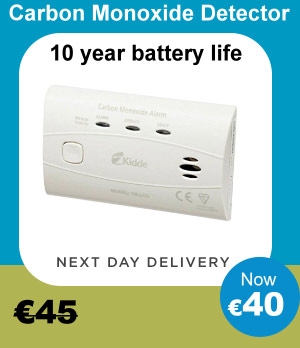 Carbon Monoxide Detector
10 year battery life
Carbon Monoxide Alarm
Kidde
CE
NEXT DAY DELIVERY
€45
Now
€40